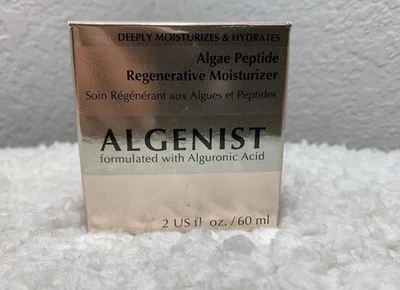 DEEPLY MOISTURIZES & HYDRATES
Algae Peptide
Regenerative Moisturizer
Soin Régénérant aux Algues et Peptides
ALGENIST
formulated with Alguronic Acid
2 US fl oz./60 ml